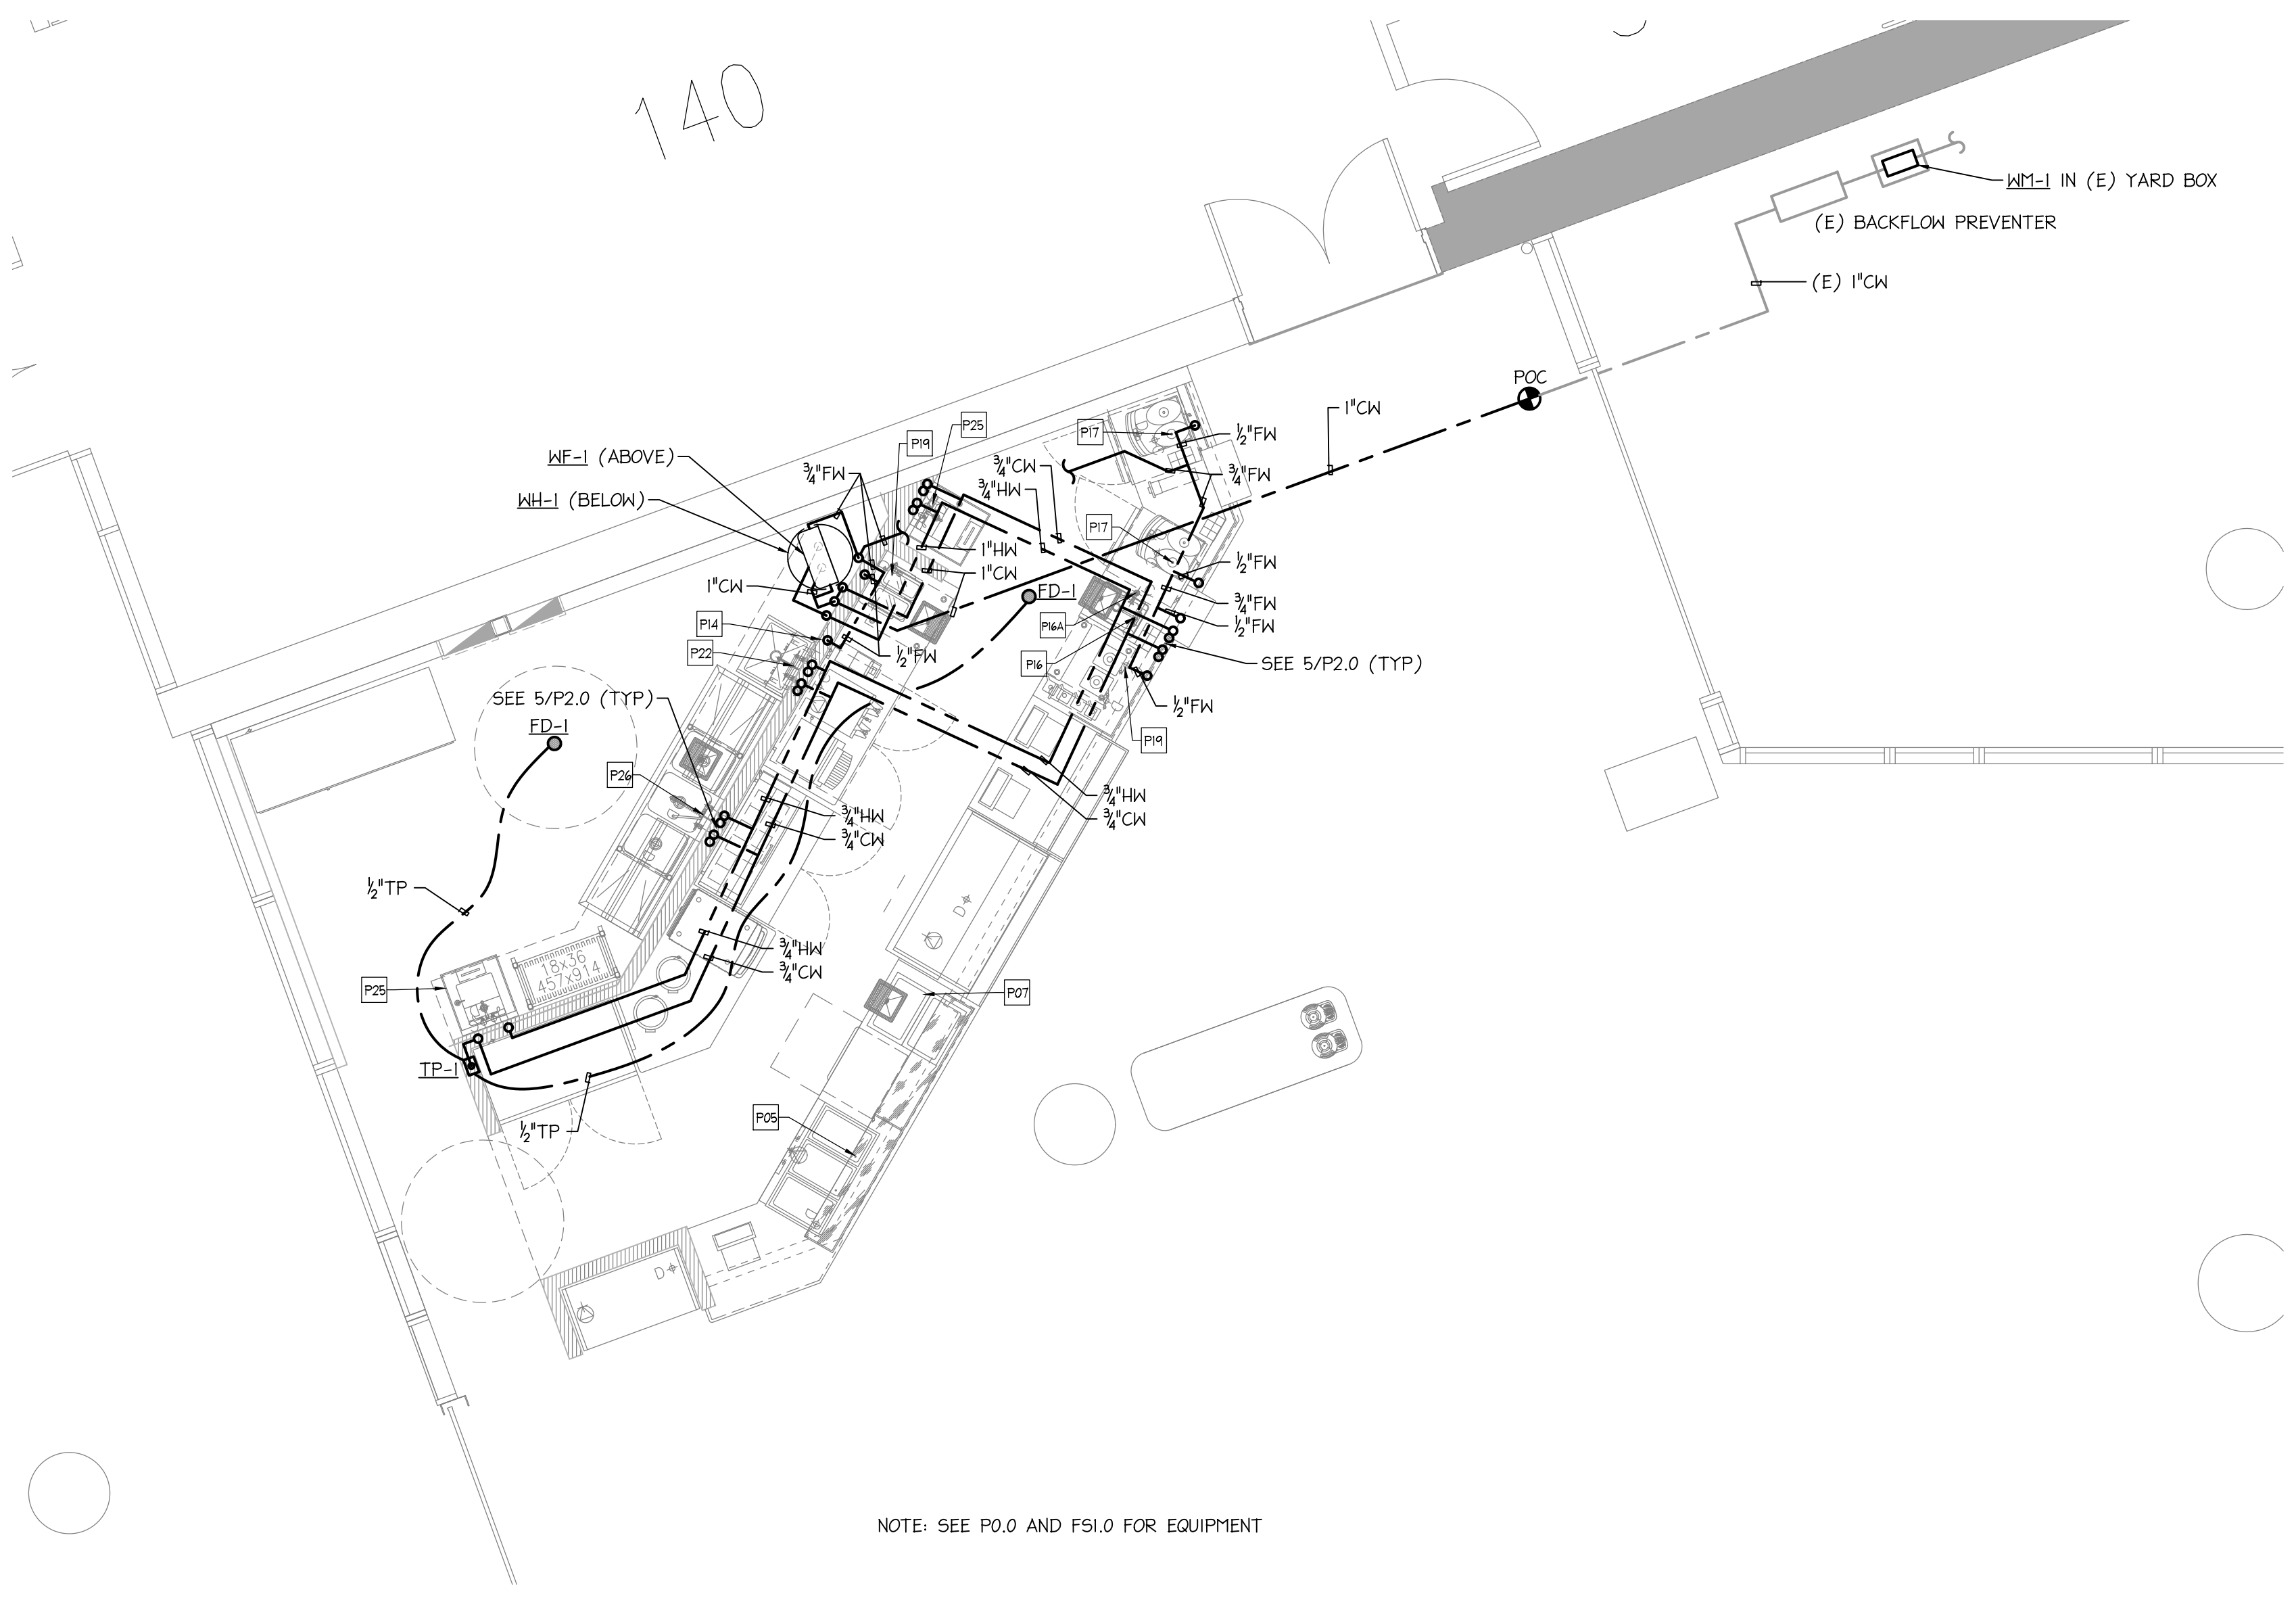 140
WM-1 IN (E) YARD BOX
(E) BACKFLOW PREVENTER
(E) 1"CW
POC
1"CW
P25
P17
1/2"FW
P19
WF-1 (ABOVE)
3/4"FW
3/4"CW
3/4"FW
3/4"HW
WH-1 (BELOW)
P17
1"HW
1/2"FW
1"CW
1"CW
FD-1
3/4"FW
P14
P16A
1/2"FW
P22
1/2"FW
P16
SEE 5/P2.0 (TYP)
SEE 5/P2.0 (TYP)
1/2"FW
FD-1
P19
P26
3/4"HW
3/4"HW
3/4"CW
3/4"CW
1/2"TP
D
3/4"HW
18x36
457x914
3/4"CW
P25
P07
TP-1
P05
1/2"TP
D
NOTE: SEE P0.0 AND FS1.0 FOR EQUIPMENT